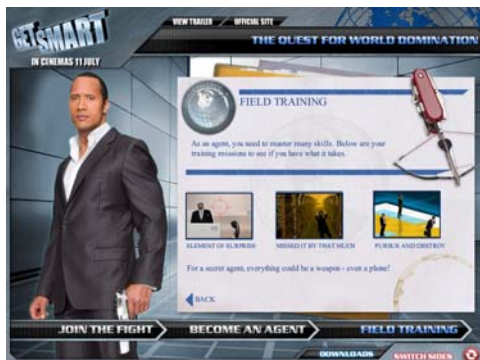 VIEW TRAILER
OFFICIAL SITE
GET SMART
IN CINEMAS 11 JULY
THE QUEST FOR WORLD DOMINATION
FIELD TRAINING
As an agent, you need to master many skills. Below are your
training missions to see if you have what it takes.
ELEMENT OF SURPRISE
MISSED IT BY THAT MUCH
PURSUE AND DESTROY
For a secret agent, everything could be a weapon - even a phone!
BACK
JOIN THE FIGHT
BECOME AN AGENT
FIELD TRAINING
DOWNLOADS
SWITCH SIDES